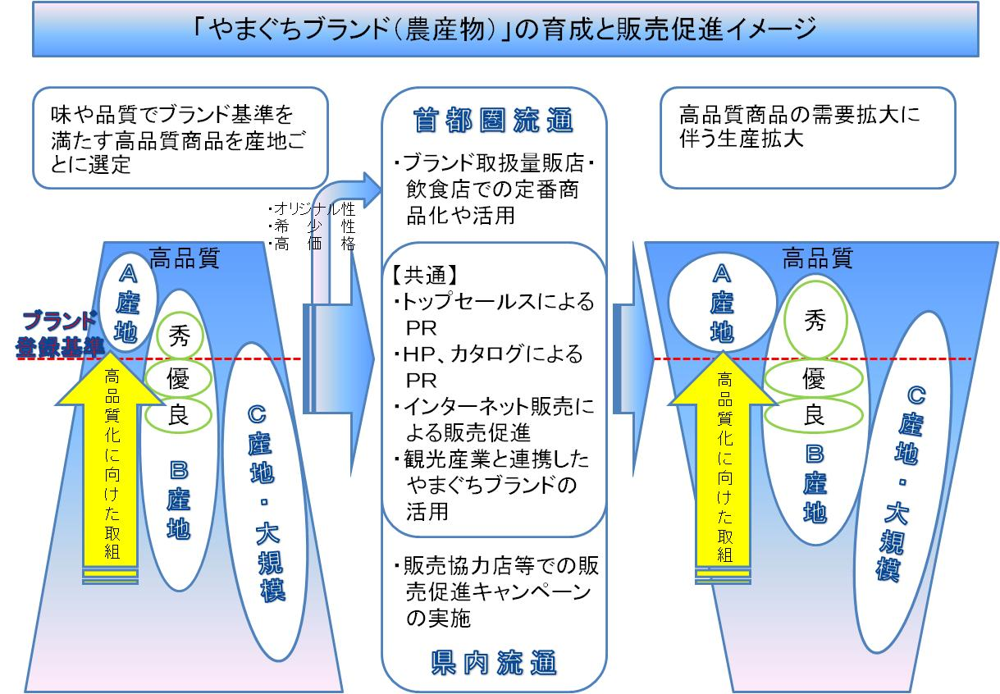 「やまぐちブランド（農産物）」の育成と販売促進イメージ
味や品質でブランド基準を
満たす高品質商品を産地ご
とに選定
・オリジナル性
・希　少　性
・高　価　格
高品質
A産地
ブランド
登録基準
秀
優
良
B産地
C産地・大規模
高品質化に向けた取組
首都圏流通
・ブランド取扱量販店・
飲食店での定番商
品化や活用
【共通】
・トップセールスによる
PR
・HP、カタログによる
PR
・インターネット販売に
よる販売促進
・観光産業と連携した
やまぐちブランドの
活用
・販売協力店等での販
売促進キャンペーン
の実施
県内流通
高品質商品の需要拡大に
伴う生産拡大
高品質
A産地
秀
優
良
B産地
C産地・大規模
高品質化に向けた取組